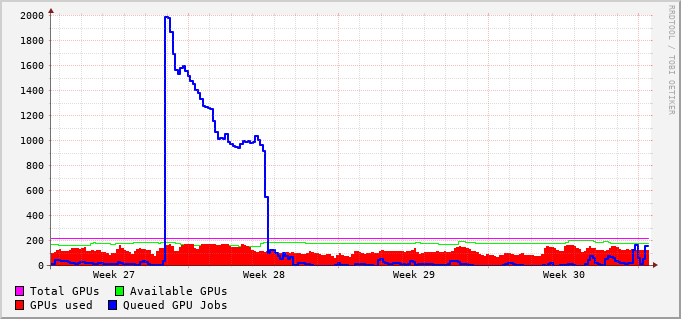 2000
1800
1600
1400
1200
1000
800
600
400
200
0
Week 27 Week 28 Week 29 Week 30
Total GPUs Available GPUs
GPUs used Queued GPU Jobs
RRDTOOL / TOBI OETIKER